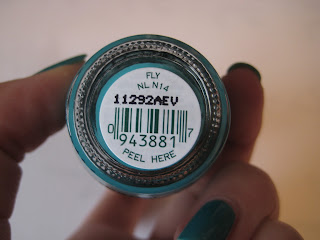 FLY
NL N14
11292AEV
0 943881 7
PEEL HERE